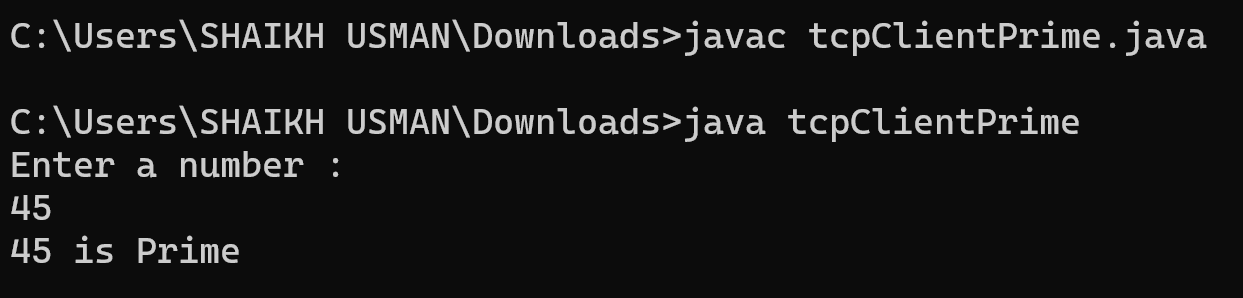 C:\Users\SHAIKH USMAN\Downloads>javac tcpClientPrime.java
C:\Users\SHAIKH USMAN\Downloads>java tcpClientPrime
Enter a number :
45
45 is Prime